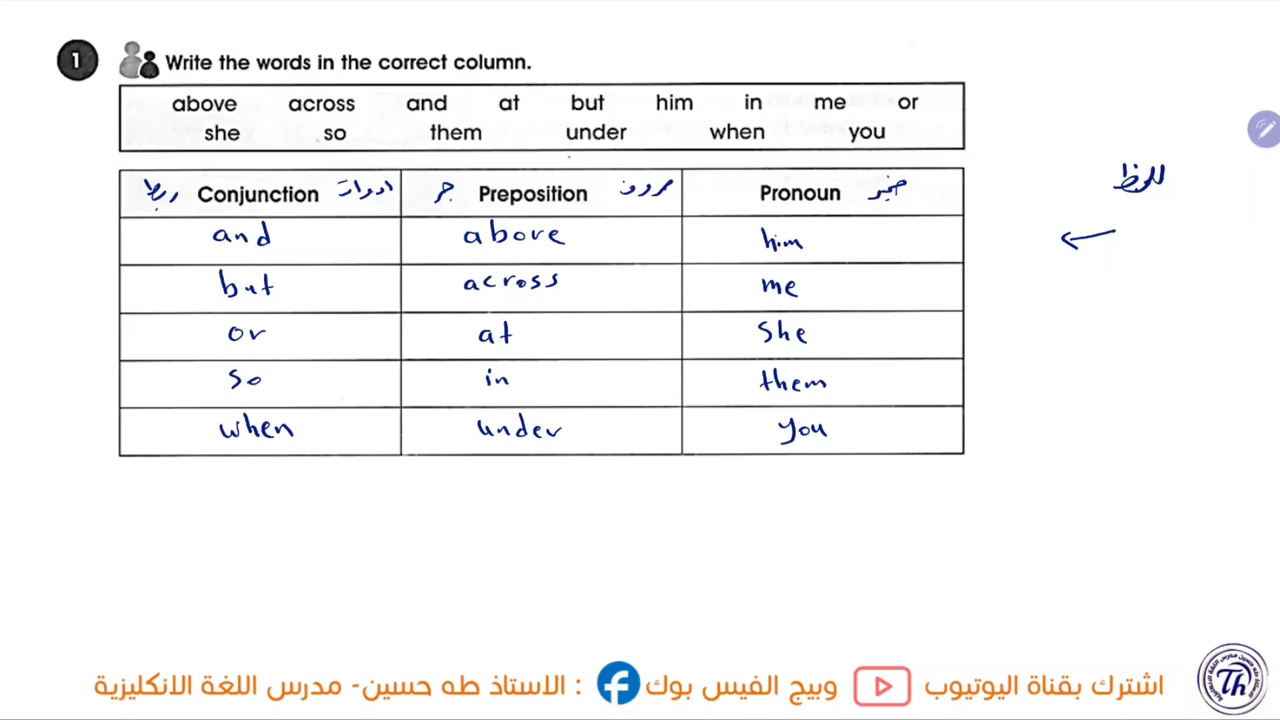 1 Write the words in the correct column.
above across and at but him in me or
she so them under when you
Conjunction ادوات ربط Preposition حروف جر Pronoun ضمير
للحفظ
and above him
but across me
or at She
so in them
when under you
اشترك بقناة اليوتيوب وبيج الفيس بوك : الاستاذ طه حسين- مدرس اللغة الانكليزية
Th